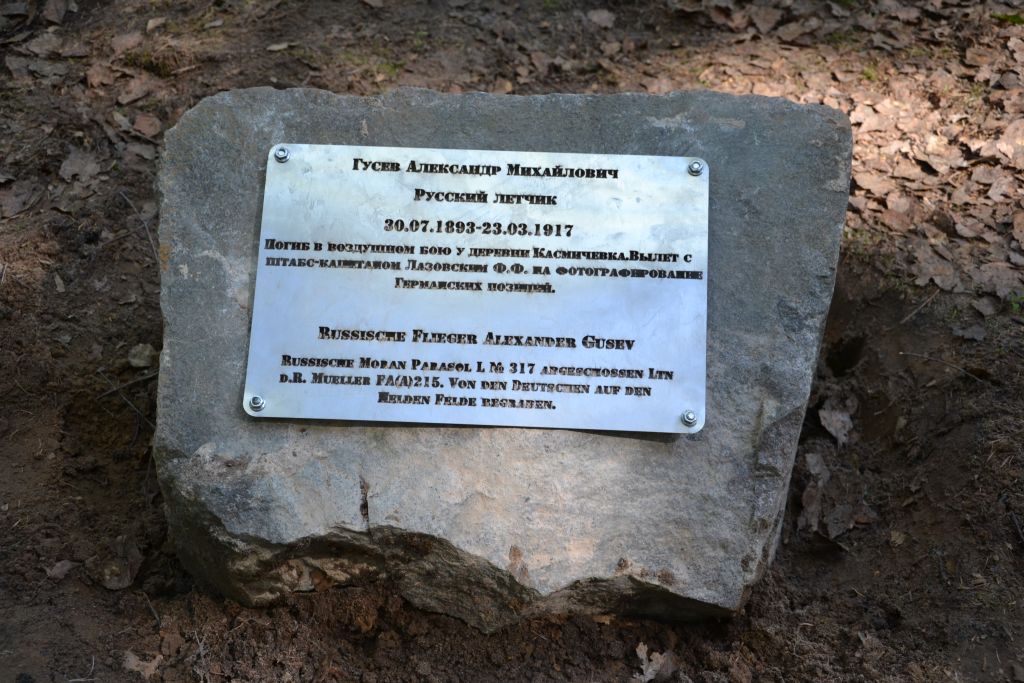 Гусев Александр Михайлович
Русский летчик
30.07.1893-23.03.1917
Погиб в воздушном бою у деревни Касмичевка.Вылет с
штабс-капитаном Лазовским Ф.Ф. на фотографирование
Германских позиций.
Russische Flieger Alexander Gusev
Russische Moran Parasol L № 317 abgeschossen Ltn
d.R. Mueller FA(A)215. Von den Deutschen auf den
Helden Felde begraben.